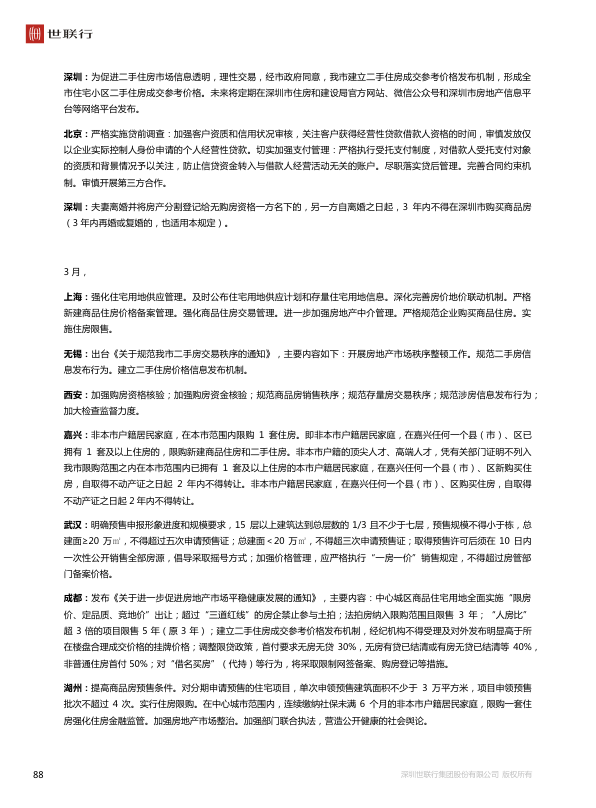 世联行
深圳：为促进二手住房市场信息透明，理性交易，经市政府同意，我市建立二手住房成交参考价格发布机制，形成全
市住宅小区二手住房成交参考价格。未来将定期在深圳市住房和建设局官方网站、微信公众号和深圳市房地产信息平
台等网络平台发布。
北京：严格实施贷前调查：加强客户资质和信用状况审核，关注客户获得经营性贷款借款人资格的时间，审慎发放仅
以企业实际控制人身份申请的个人经营性贷款。切实加强支付管理：严格执行受托支付制度，对借款人受托支付对象
的资质和背景情况予以关注，防止信贷资金转入与借款人经营活动无关的账户。尽职落实贷后管理。完善合同约束机
制。审慎开展第三方合作。
深圳：夫妻离婚并将房产分割登记给无购房资格一方名下的，另一方自离婚之日起，3 年内不得在深圳市购买商品房
（3 年内再婚或复婚的，也适用本规定）。
3 月，
上海：强化住宅用地供应管理。及时公布住宅用地供应计划和存量住宅用地信息。深化完善房价地价联动机制。严格
新建商品住房价格备案管理。强化商品住房交易管理。进一步加强房地产中介管理。严格规范企业购买商品住房。实
施住房限售。
无锡：出台《关于规范我市二手房交易秩序的通知》，主要内容如下：开展房地产市场秩序整顿工作。规范二手房信
息发布行为。建立二手住房价格信息发布机制。
西安：加强购房资格核验；加强购房资金核验；规范商品房销售秩序；规范存量房交易秩序；规范涉房信息发布行为；
加大检查监督力度。
嘉兴：非本市户籍居民家庭，在本市范围内限购 1 套住房。即非本市户籍居民家庭，在嘉兴任何一个县（市）、区已
拥有 1 套及以上住房的，限购新建商品住房和二手住房。非本市户籍的顶尖人才、高端人才，凭有关部门证明不列入
我市限购范围之内在本市范围内已拥有 1 套及以上住房的本市户籍居民家庭，在嘉兴任何一个县（市）、区新购买住
房，自取得不动产证之日起 2 年内不得转让。非本市户籍居民家庭，在嘉兴任何一个县（市）、区购买住房，自取得
不动产证之日起 2 年内不得转让。
武汉：明确预售申报形象进度和规模要求，15 层以上建筑达到总层数的 1/3 且不少于七层，预售规模不得小于栋，总
建面≥20 万㎡，不得超过五次申请预售证；总建面＜20 万㎡，不得超三次申请预售证；取得预售许可后须在 10 日内
一次性公开销售全部房源，倡导采取摇号方式；加强价格管理，应严格执行“一房一价”销售规定，不得超过房管部
门备案价格。
成都：发布《关于进一步促进房地产市场平稳健康发展的通知》，主要内容：中心城区商品住宅用地全面实施“限房
价、定品质、竞地价”出让；超过“三道红线”的房企禁止参与土拍；法拍房纳入限购范围且限售 3 年；“人房比”
超 3 倍的项目限售 5 年（原 3 年）；建立二手住房成交参考价格发布机制，经纪机构不得受理及对外发布明显高于所
在楼盘合理成交价格的挂牌价格；调整限贷政策，首付要求无房无贷 30%，无房有贷已结清或有房无贷已结清等 40%，
非普通住房首付 50%；对“借名买房”（代持）等行为，将采取限制网签备案、购房登记等措施。
湖州：提高商品房预售条件。对分期申请预售的住宅项目，单次申领预售建筑面积不少于 3 万平方米，项目申领预售
批次不超过 4 次。实行住房限购。在中心城市范围内，连续缴纳社保未满 6 个月的非本市户籍居民家庭，限购一套住
房强化住房金融监管。加强房地产市场整治。加强部门联合执法，营造公开健康的社会舆论。
88
深圳世联行集团股份有限公司 版权所有